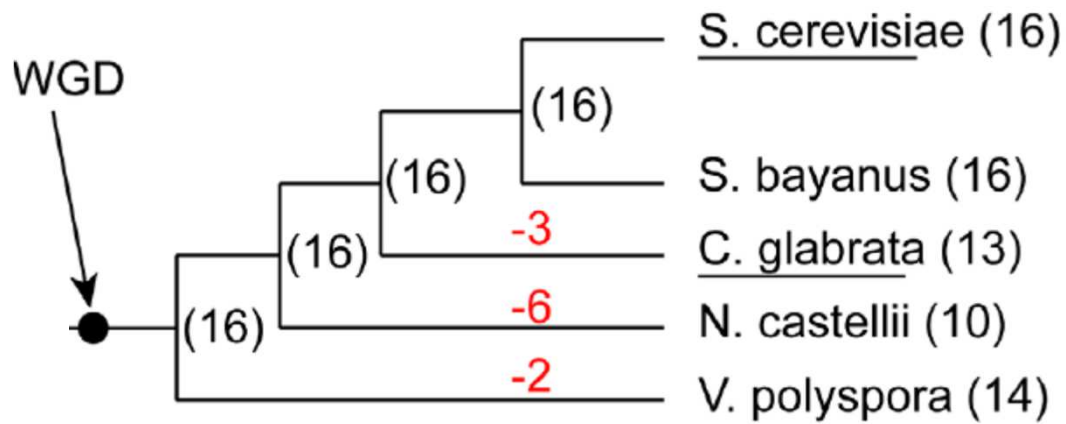 S. cerevisiae (16)
WGD
(16)
(16)
S. bayanus (16)
-3
(16)
C. glabrata (13)
-6
(16)
N. castellii (10)
-2
V. polyspora (14)